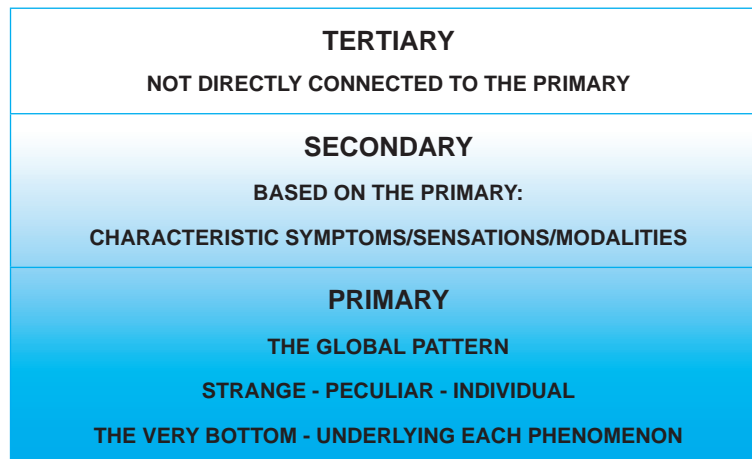 TERTIARY
NOT DIRECTLY CONNECTED TO THE PRIMARY
SECONDARY
BASED ON THE PRIMARY:
CHARACTERISTIC SYMPTOMS/SENSATIONS/MODALITIES
PRIMARY
THE GLOBAL PATTERN
STRANGE - PECULIAR - INDIVIDUAL
THE VERY BOTTOM - UNDERLYING EACH PHENOMENON